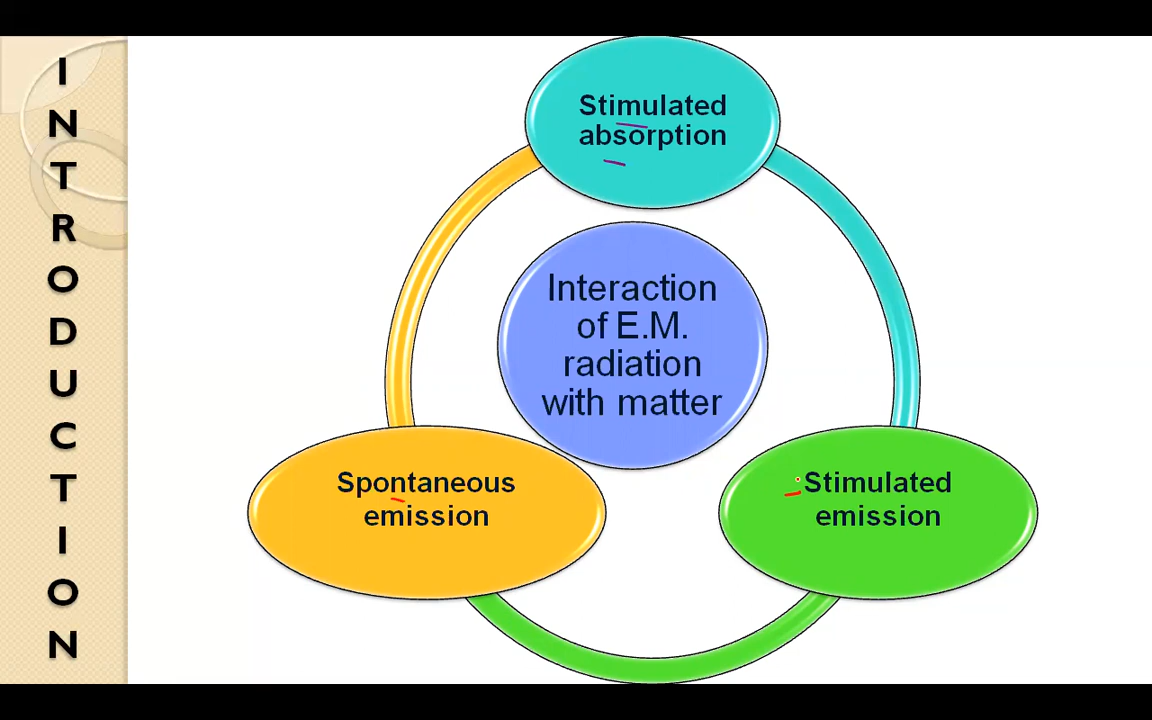 INTRODUCTION
Stimulated
absorption
Interaction
of E.M.
radiation
with matter
Spontaneous
emission
Stimulated
emission